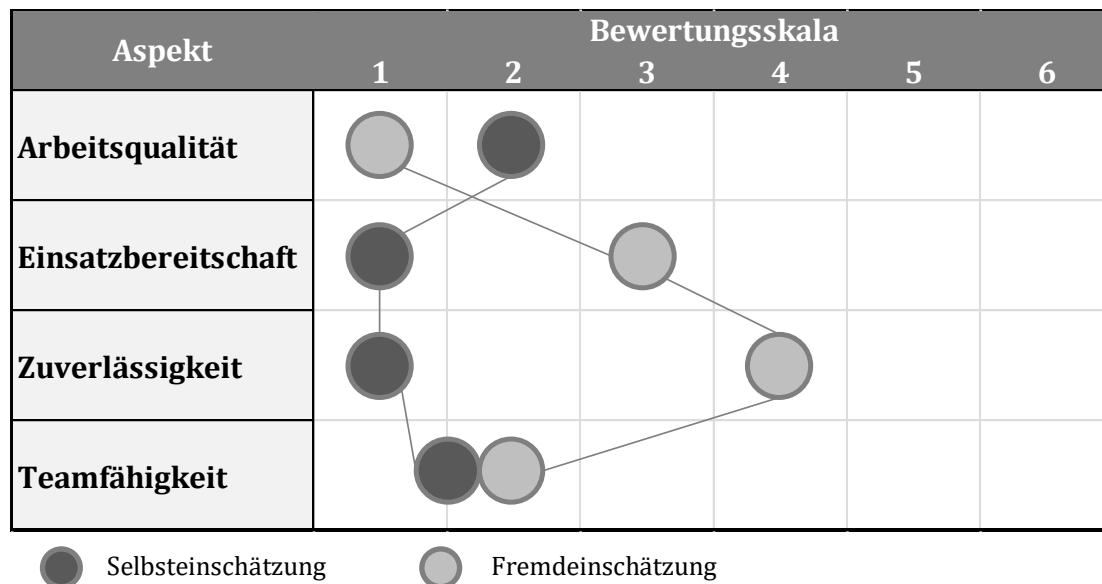 Aspekt
Bewertungsskala
1 2 3 4 5 6
Arbeitsqualität
Einsatzbereitschaft
Zuverlässigkeit
Teamfähigkeit
Selbsteinschätzung Fremdeinschätzung